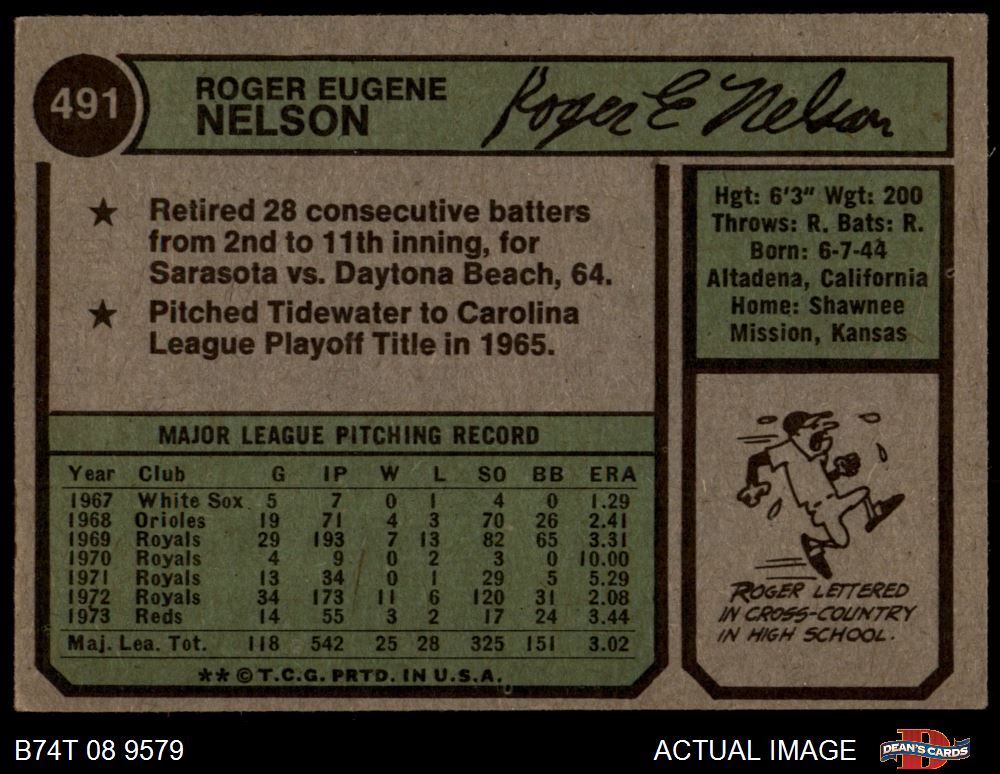 491
ROGER EUGENE
NELSON
Roger E Nelson
★ Retired 28 consecutive batters
from 2nd to 11th inning, for
Sarasota vs. Daytona Beach, 64.
★ Pitched Tidewater to Carolina
League Playoff Title in 1965.
Hgt: 6'3" Wgt: 200
Throws: R. Bats: R.
Born: 6-7-44
Altadena, California
Home: Shawnee
Mission, Kansas
MAJOR LEAGUE PITCHING RECORD
Year Club G IP W L SO BB ERA
1967 White Sox 5 7 0 1 4 0 1.29
1968 Orioles 19 71 4 3 70 26 2.41
1969 Royals 29 193 7 13 82 65 3.31
1970 Royals 4 9 0 2 3 0 10.00
1971 Royals 13 34 0 1 29 5 5.29
1972 Royals 34 173 11 6 120 31 2.08
1973 Reds 14 55 3 2 17 24 3.44
Maj. Lea. Tot. 118 542 25 28 325 151 3.02
** © T.C.G. PRTD. IN U.S.A.
ROGER LETTERED
IN CROSS-COUNTRY
IN HIGH SCHOOL.
B74T 08 9579
ACTUAL IMAGE
DEAN'S CARDS